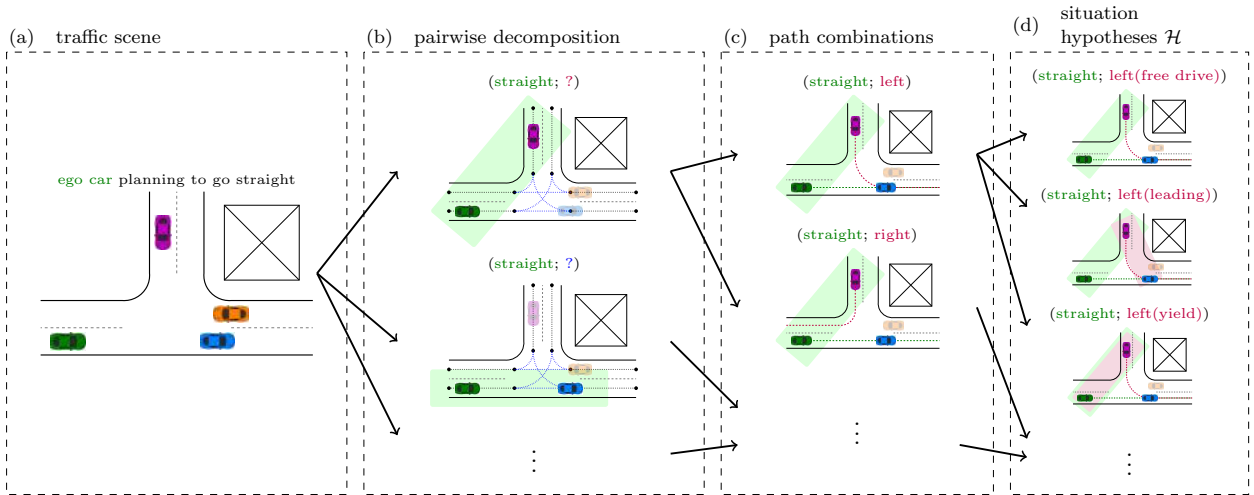 (a) traffic scene
ego car planning to go straight
(b) pairwise decomposition
(straight; ?)
(straight; ?)
⋮
(c) path combinations
(straight; left)
(straight; right)
⋮
(d) situation
hypotheses ℋ
(straight; left(free drive))
(straight; left(leading))
(straight; left(yield))
⋮